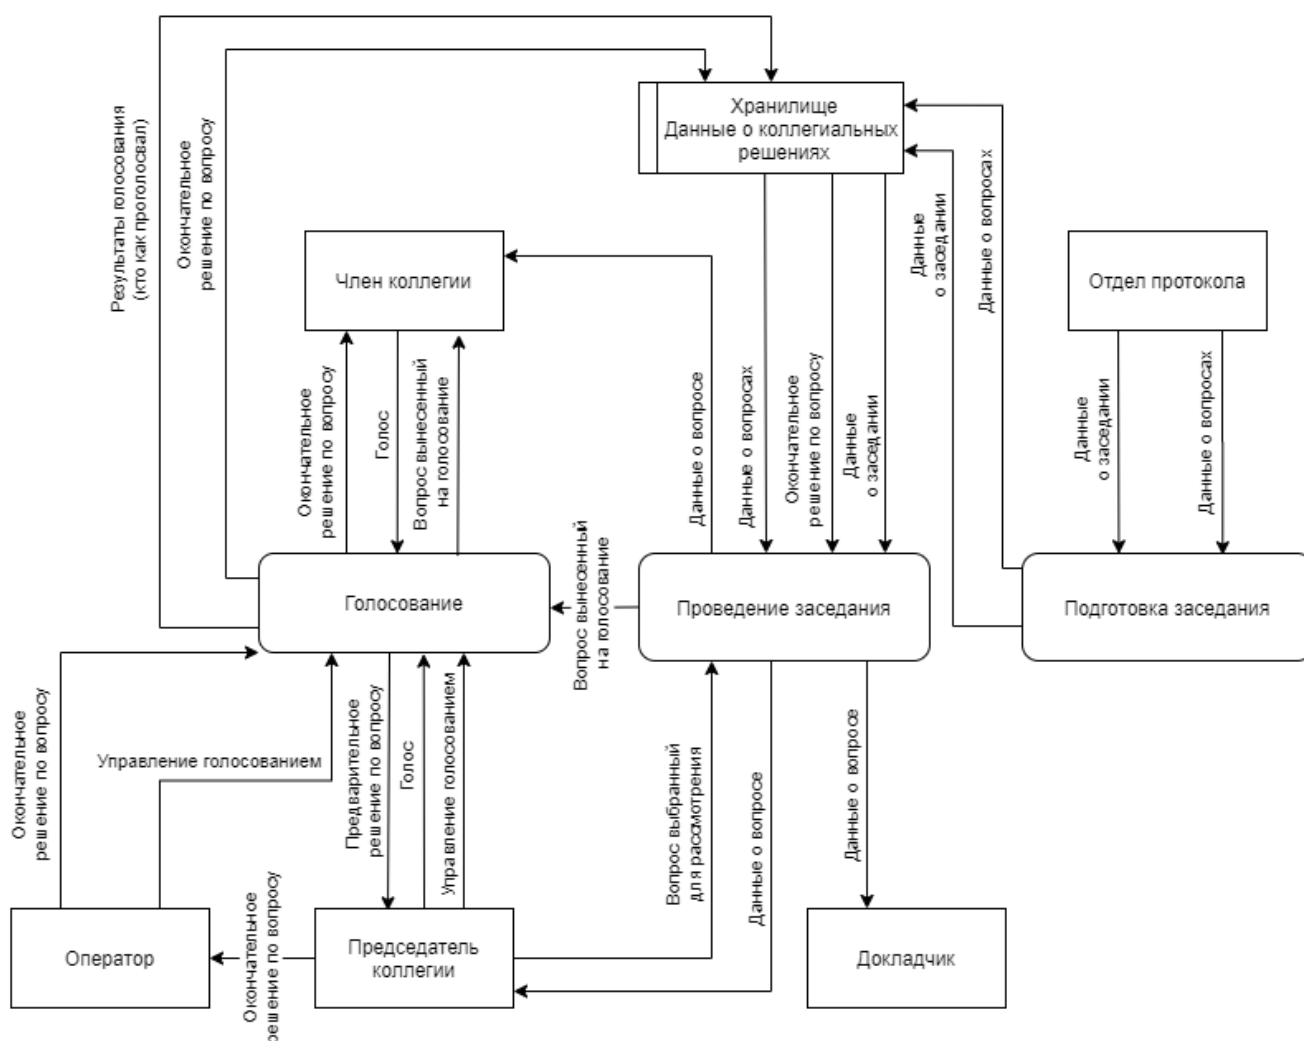 Результаты голосования
(кто как проголосвал)
Окончательное
решение по вопросу
Хранилище
Данные о коллегиальных
решениях
Данные
о заседании
Данные о вопросах
Член коллегии
Отдел протокола
Окончательное
решение по вопросу
Голос
Вопрос вынесенный
на голосование
Данные о вопросе
Данные о вопросах
Окончательное
решение по вопросу
Данные
о заседании
Данные
о заседании
Данные о вопросах
Голосование
Вопрос вынесенный
на голосование
Проведение заседания
Подготовка заседания
Окончательное
решение по вопросу
Управление голосованием
Предварительное
решение по вопросу
Голос
Управление голосованием
Вопрос выбранный
для рассмотрения
Данные о вопросе
Данные о вопросе
Оператор
Окончательное
решение по вопросу
Председатель
коллегии
Докладчик